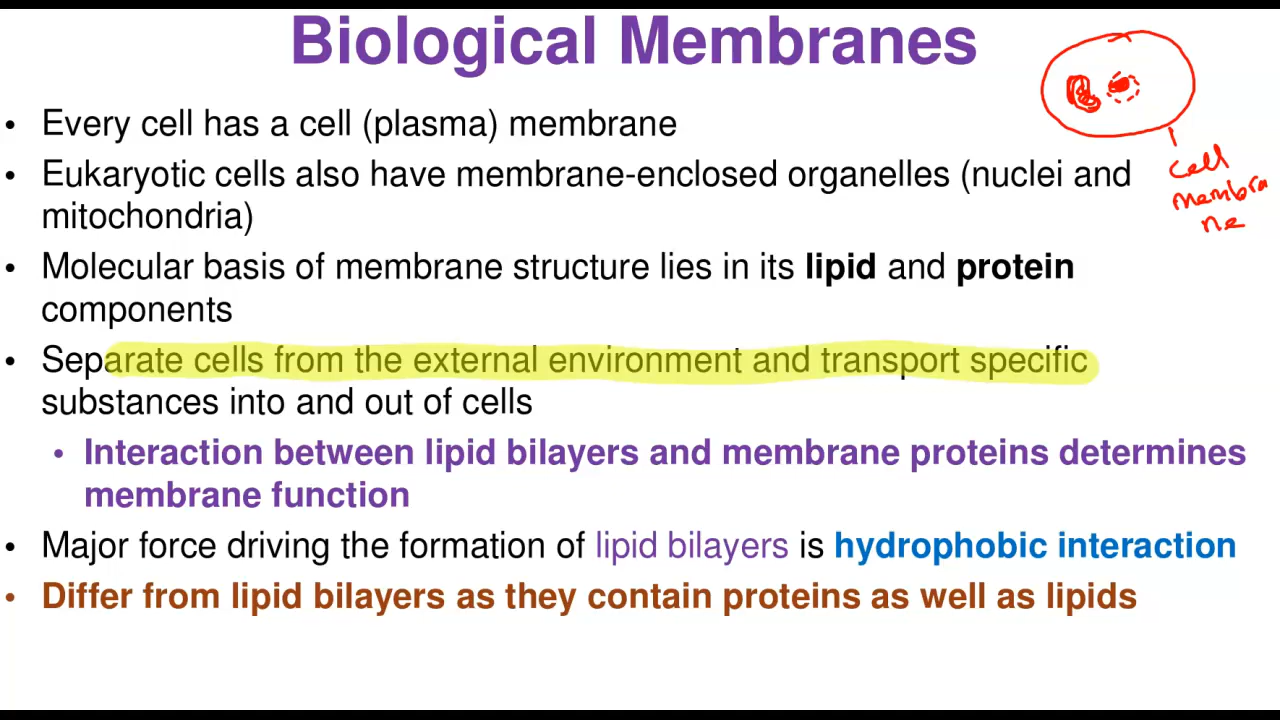 Biological Membranes
• Every cell has a cell (plasma) membrane
• Eukaryotic cells also have membrane-enclosed organelles (nuclei and
mitochondria)
• Molecular basis of membrane structure lies in its lipid and protein
components
• Separate cells from the external environment and transport specific
substances into and out of cells
• Interaction between lipid bilayers and membrane proteins determines
membrane function
• Major force driving the formation of lipid bilayers is hydrophobic interaction
• Differ from lipid bilayers as they contain proteins as well as lipids
Cell
membra
ne